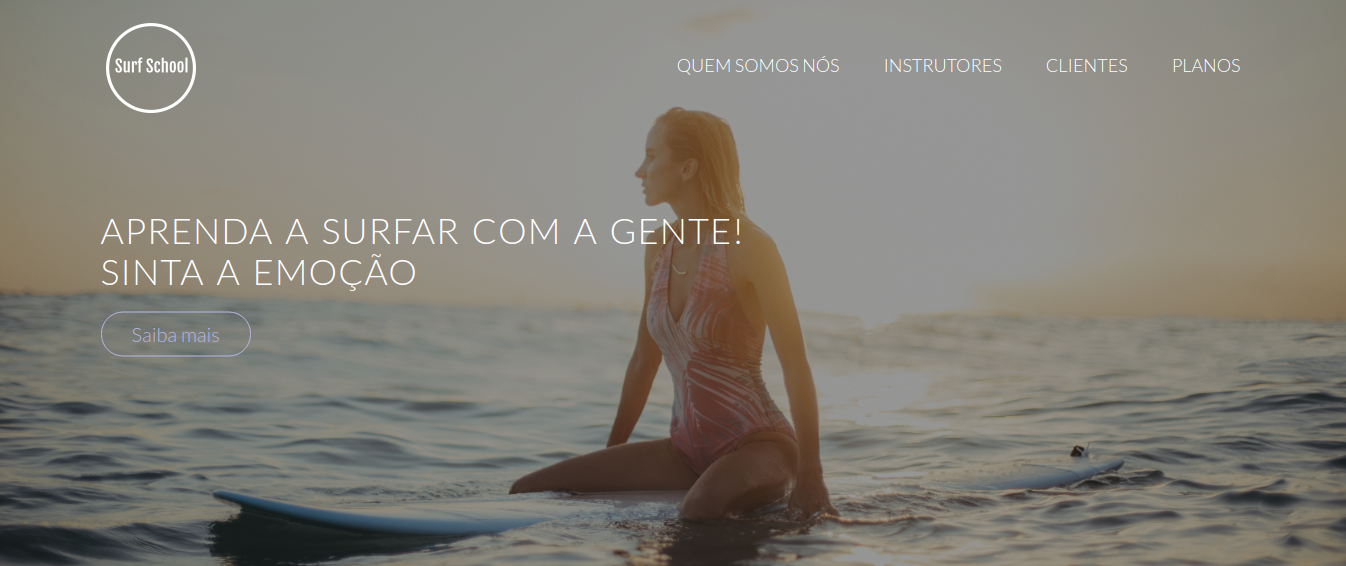 Surf School
QUEM SOMOS NÓS
INSTRUTORES
CLIENTES
PLANOS
APRENDA A SURFAR COM A GENTE!
SINTA A EMOÇÃO
Saiba mais